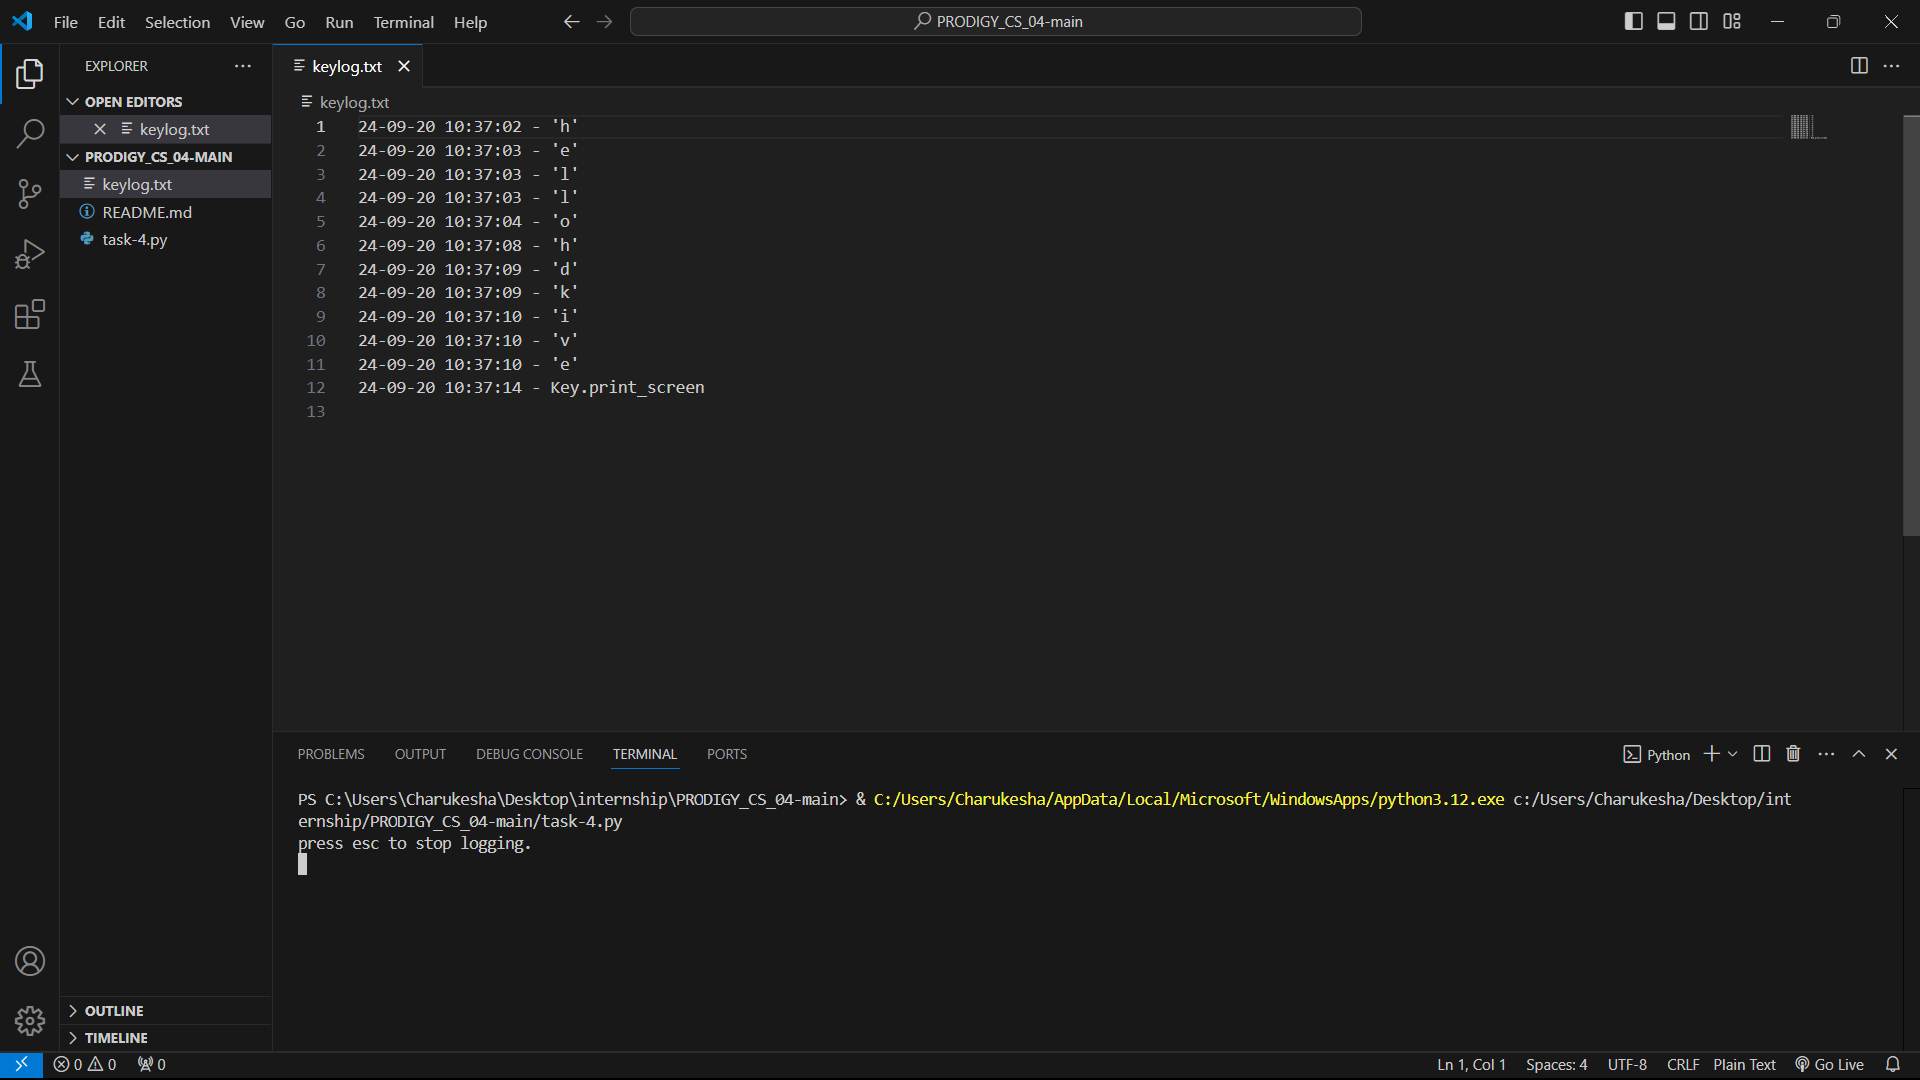 File Edit Selection View Go Run Terminal Help
PRODIGY_CS_04-main
EXPLORER
OPEN EDITORS
keylog.txt
PRODIGY_CS_04-MAIN
keylog.txt
README.md
task-4.py
OUTLINE
TIMELINE
keylog.txt
keylog.txt
1 24-09-20 10:37:02 - 'h'
2 24-09-20 10:37:03 - 'e'
3 24-09-20 10:37:03 - 'l'
4 24-09-20 10:37:03 - 'l'
5 24-09-20 10:37:04 - 'o'
6 24-09-20 10:37:08 - 'h'
7 24-09-20 10:37:09 - 'd'
8 24-09-20 10:37:09 - 'k'
9 24-09-20 10:37:10 - 'i'
10 24-09-20 10:37:10 - 'v'
11 24-09-20 10:37:10 - 'e'
12 24-09-20 10:37:14 - Key.print_screen
13
PROBLEMS OUTPUT DEBUG CONSOLE TERMINAL PORTS
Python
PS C:\Users\Charukesha\Desktop\internship\PRODIGY_CS_04-main> & C:/Users/Charukesha/AppData/Local/Microsoft/WindowsApps/python3.12.exe c:/Users/Charukesha/Desktop/int
ernship/PRODIGY_CS_04-main/task-4.py
press esc to stop logging.
0 0 0
Ln 1, Col 1 Spaces: 4 UTF-8 CRLF Plain Text Go Live